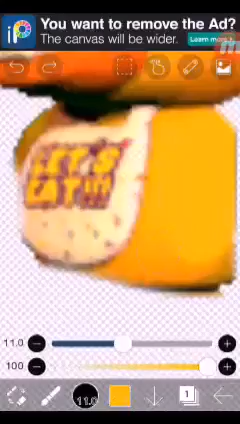 You want to remove the Ad?
The canvas will be wider.
Learn more
iP
LET'S
EAT!!!
11.0
100
11.0
1